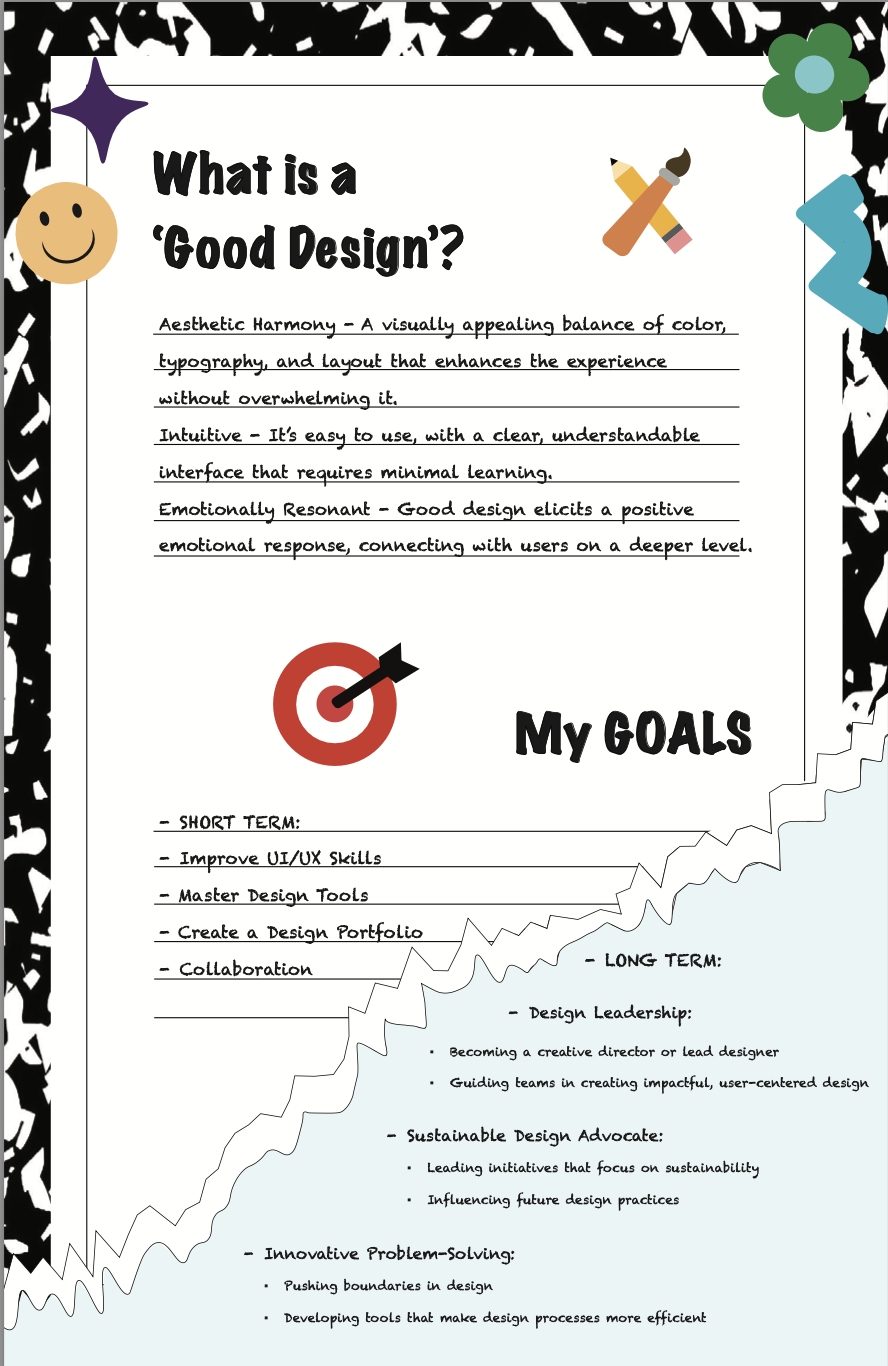 What is a
‘Good Design’?
Aesthetic Harmony - A visually appealing balance of color,
typography, and layout that enhances the experience
without overwhelming it.
Intuitive - It’s easy to use, with a clear, understandable
interface that requires minimal learning.
Emotionally Resonant - Good design elicits a positive
emotional response, connecting with users on a deeper level.
My GOALS
- SHORT TERM:
- Improve UI/UX Skills
- Master Design Tools
- Create a Design Portfolio
- Collaboration
- LONG TERM:
- Design Leadership:
• Becoming a creative director or lead designer
• Guiding teams in creating impactful, user-centered design
- Sustainable Design Advocate:
• Leading initiatives that focus on sustainability
• Influencing future design practices
- Innovative Problem-Solving:
• Pushing boundaries in design
• Developing tools that make design processes more efficient